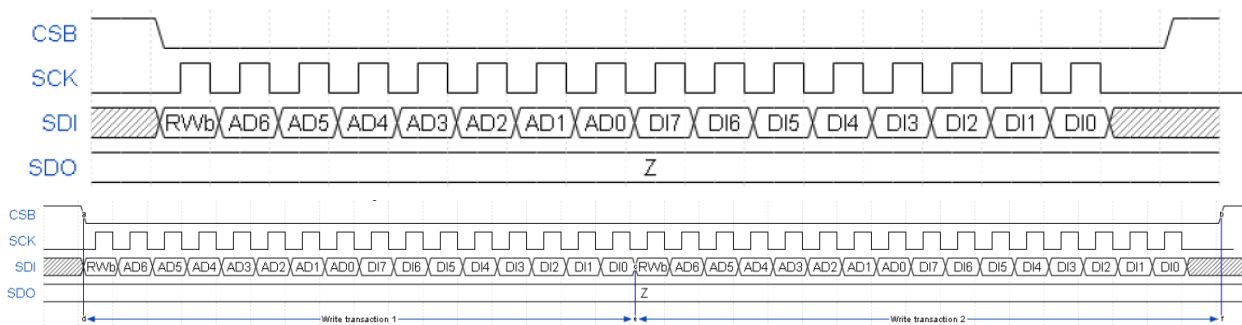 CSB
SCK
SDI RWb AD6 AD5 AD4 AD3 AD2 AD1 AD0 DI7 DI6 DI5 DI4 DI3 DI2 DI1 DI0
SDO Z
CSB a b
SCK
SDI RWb AD6 AD5 AD4 AD3 AD2 AD1 AD0 DI7 DI6 DI5 DI4 DI3 DI2 DI1 DI0 RWb AD6 AD5 AD4 AD3 AD2 AD1 AD0 DI7 DI6 DI5 DI4 DI3 DI2 DI1 DI0
SDO Z
d Write transaction 1 e Write transaction 2 f